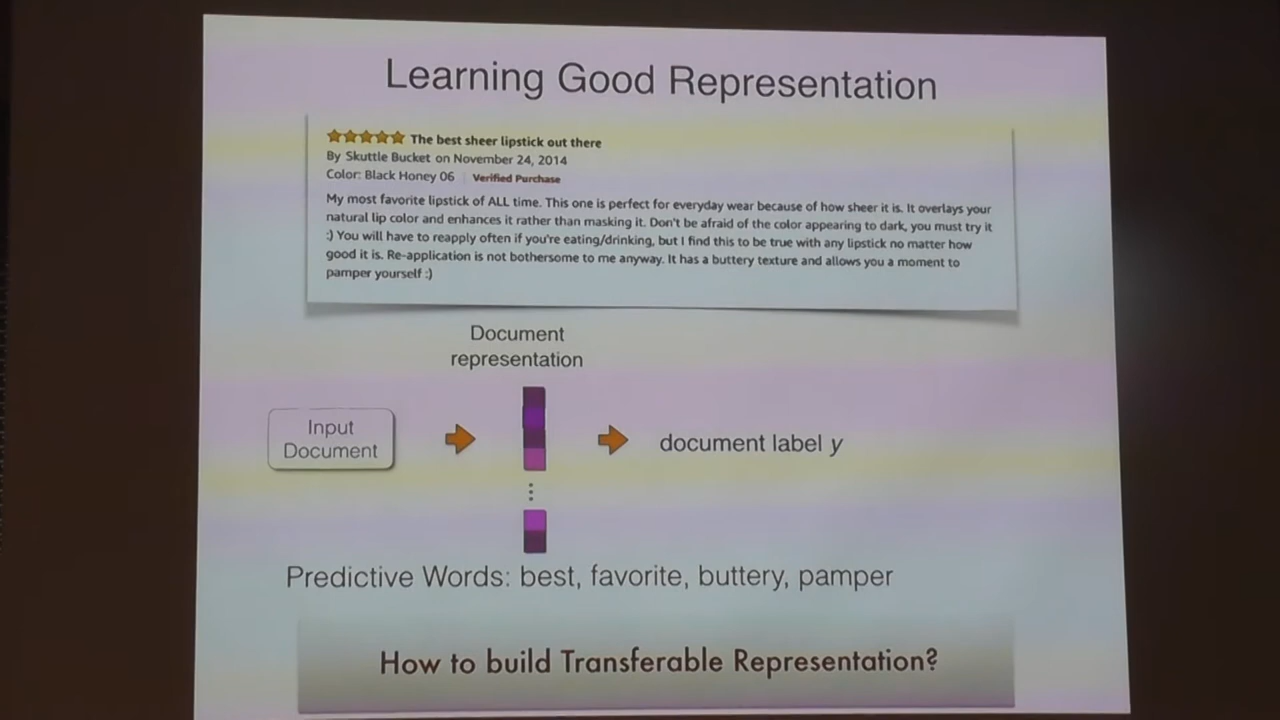 Learning Good Representation
The best sheer lipstick out there
By Skuttle Bucket on November 24, 2014
Color: Black Honey 06 | Verified Purchase
My most favorite lipstick of ALL time. This one is perfect for everyday wear because of how sheer it is. It overlays your
natural lip color and enhances it rather than masking it. Don't be afraid of the color appearing to dark, you must try it
:) You will have to reapply often if you're eating/drinking, but I find this to be true with any lipstick no matter how
good it is. Re-application is not bothersome to me anyway. It has a buttery texture and allows you a moment to
pamper yourself :)
Document
representation
Input
Document
document label y
⋮
Predictive Words: best, favorite, buttery, pamper
How to build Transferable Representation?